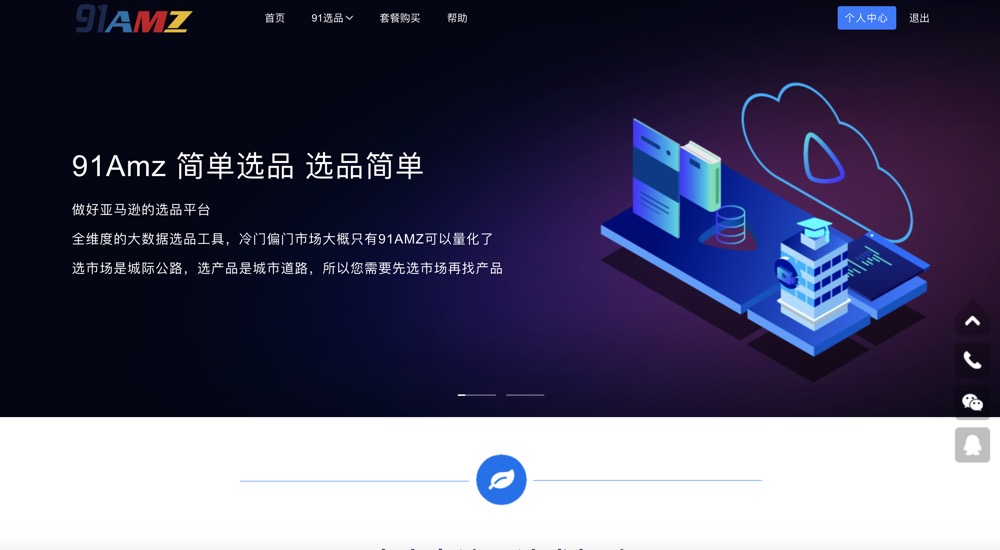 91AMZ
首页
91选品
套餐购买
帮助
个人中心
退出
91Amz 简单选品 选品简单
做好亚马逊的选品平台
全维度的大数据选品工具，冷门偏门市场大概只有91AMZ可以量化了
选市场是城际公路，选产品是城市道路，所以您需要先选市场再找产品